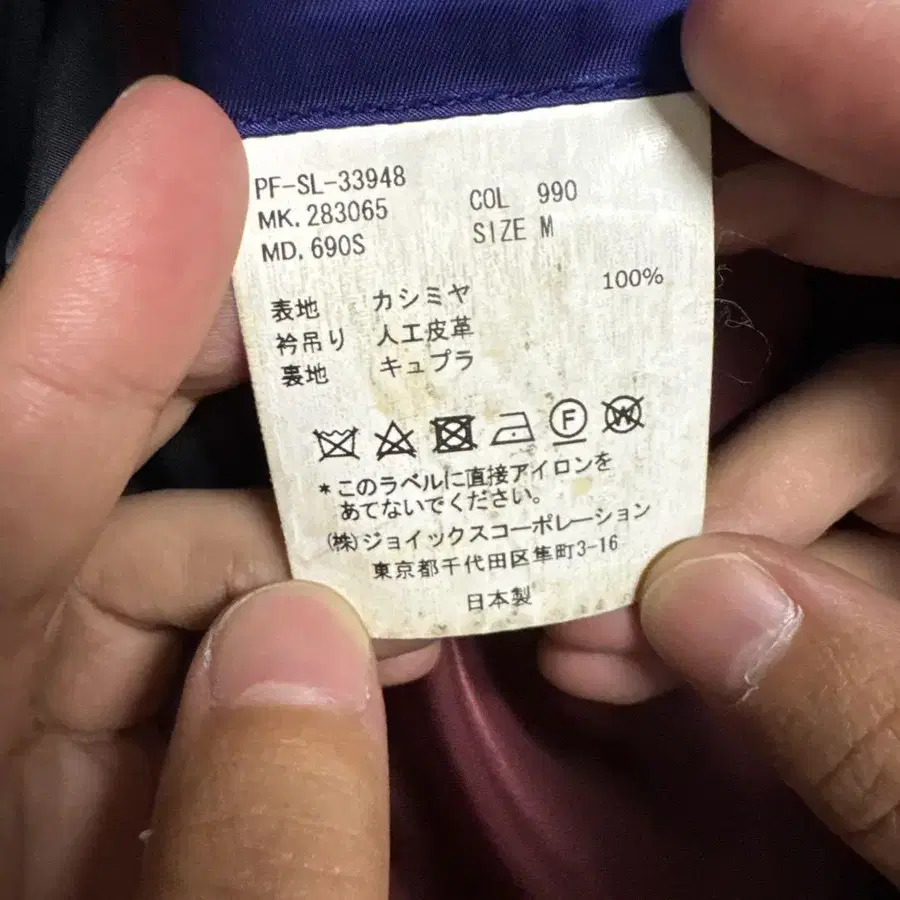 PF-SL-33948
MK. 283065 COL 990
MD. 690S SIZE M
表地 カシミヤ 100%
衿吊り 人工皮革
裏地 キュプラ
F W
*このラベルに直接アイロンを
あてないでください。
(株)ジョイックスコーポレーション
東京都千代田区隼町3-16
日本製